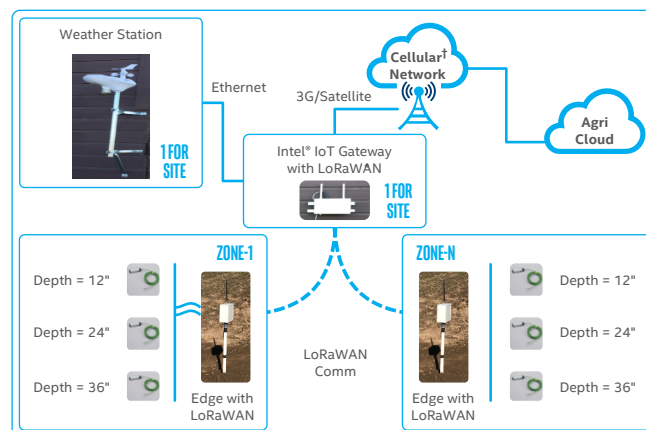 Weather Station
1 FOR
SITE
Ethernet
3G/Satellite
Cellular†
Network
Agri
Cloud
Intel® IoT Gateway
with LoRaWAN
1 FOR
SITE
ZONE-1
Depth = 12"
Depth = 24"
Depth = 36"
Edge with
LoRaWAN
LoRaWAN
Comm
ZONE-N
Edge with
LoRaWAN
Depth = 12"
Depth = 24"
Depth = 36"